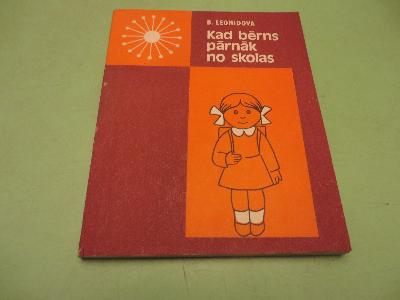 B. LEONIDOVA
Kad bērns
pārnāk
no skolas